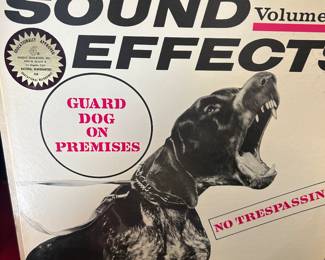 SOUND
Volume
EFFECTS
GUARD
DOG
ON
PREMISES
NO TRESPASSIN